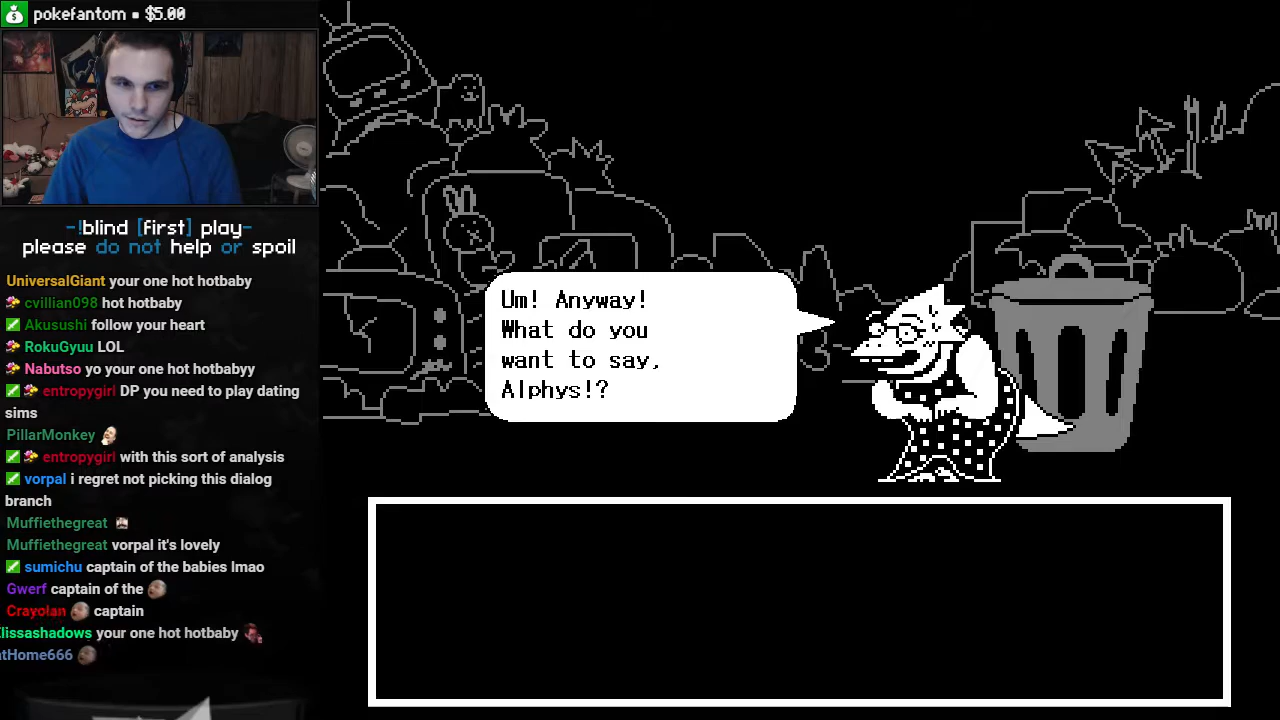 pokefantom ▪ $5.00
-!blind [first] play-
please do not help or spoil
UniversalGiant your one hot hotbaby
cvillian098 hot hotbaby
Akusushi follow your heart
RokuGyuu LOL
Nabutso yo your one hot hotbabyy
entropygirl DP you need to play dating
sims
PillarMonkey
entropygirl with this sort of analysis
vorpal i regret not picking this dialog
branch
Muffiethegreat
Muffiethegreat vorpal it's lovely
sumichu captain of the babies lmao
Gwerf captain of the
Crayolan captain
lissashadows your one hot hotbaby
atHome666
Um! Anyway!
What do you
want to say,
Alphys!?